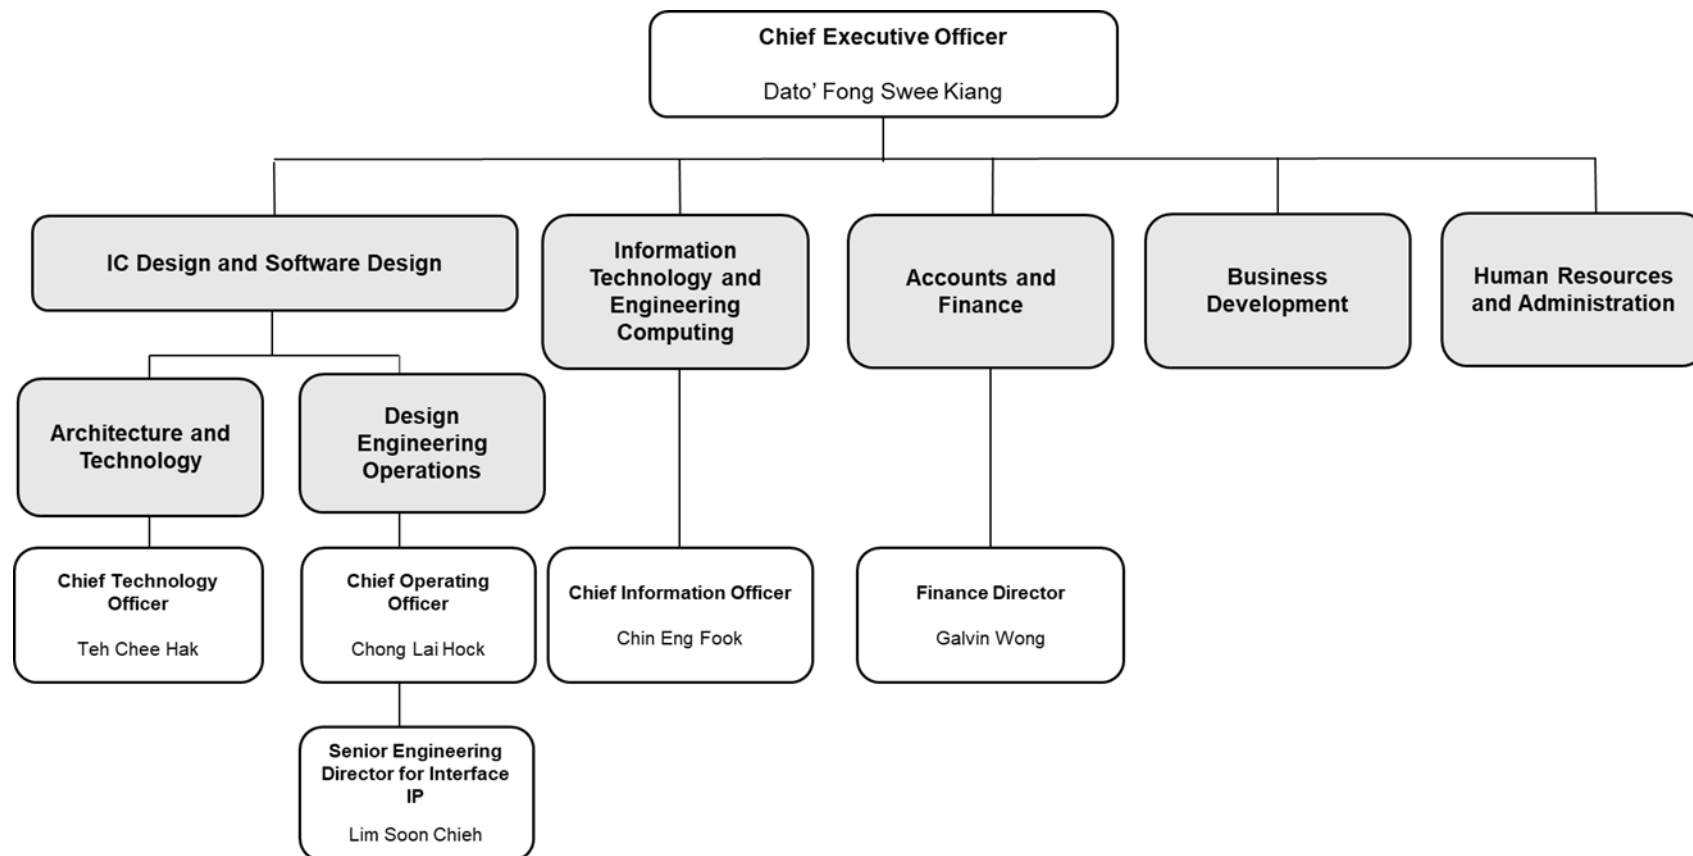 Chief Executive Officer
Dato’ Fong Swee Kiang
IC Design and Software Design
Information
Technology and
Engineering
Computing
Accounts and
Finance
Business
Development
Human Resources
and Administration
Architecture and
Technology
Design
Engineering
Operations
Chief Technology
Officer
Teh Chee Hak
Chief Operating
Officer
Chong Lai Hock
Chief Information Officer
Chin Eng Fook
Finance Director
Galvin Wong
Senior Engineering
Director for Interface
IP
Lim Soon Chieh